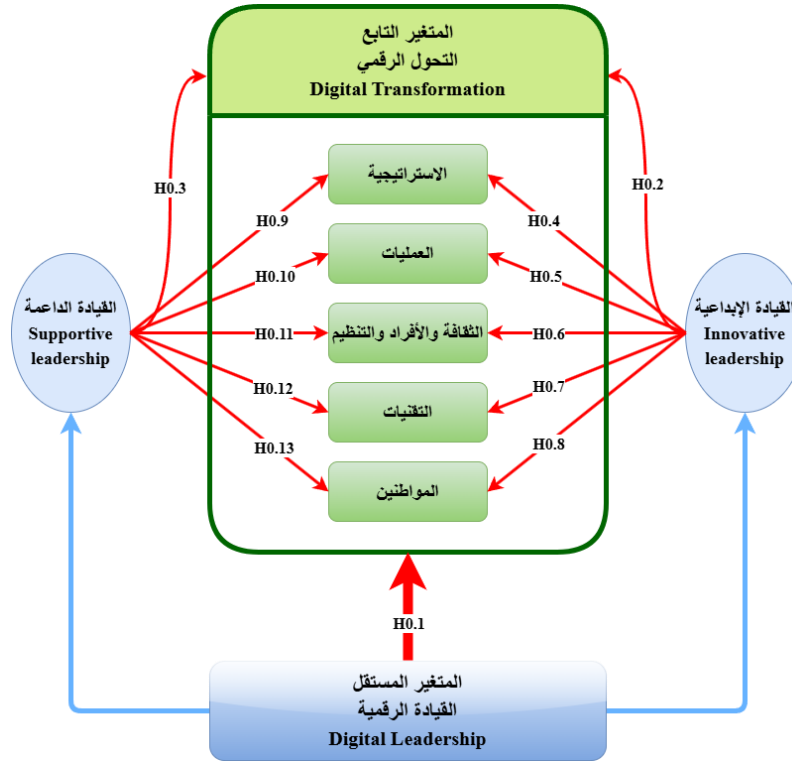 المتغير التابع
التحول الرقمي
Digital Transformation
H0.3
H0.2
الاستراتيجية
H0.9
H0.4
العمليات
H0.10
H0.5
القيادة الداعمة
Supportive
leadership
القيادة الإبداعية
Innovative
leadership
الثقافة والأفراد والتنظيم
H0.11
H0.6
H0.12
H0.7
التقنيات
H0.13
H0.8
المواطنين
H0.1
المتغير المستقل
القيادة الرقمية
Digital Leadership